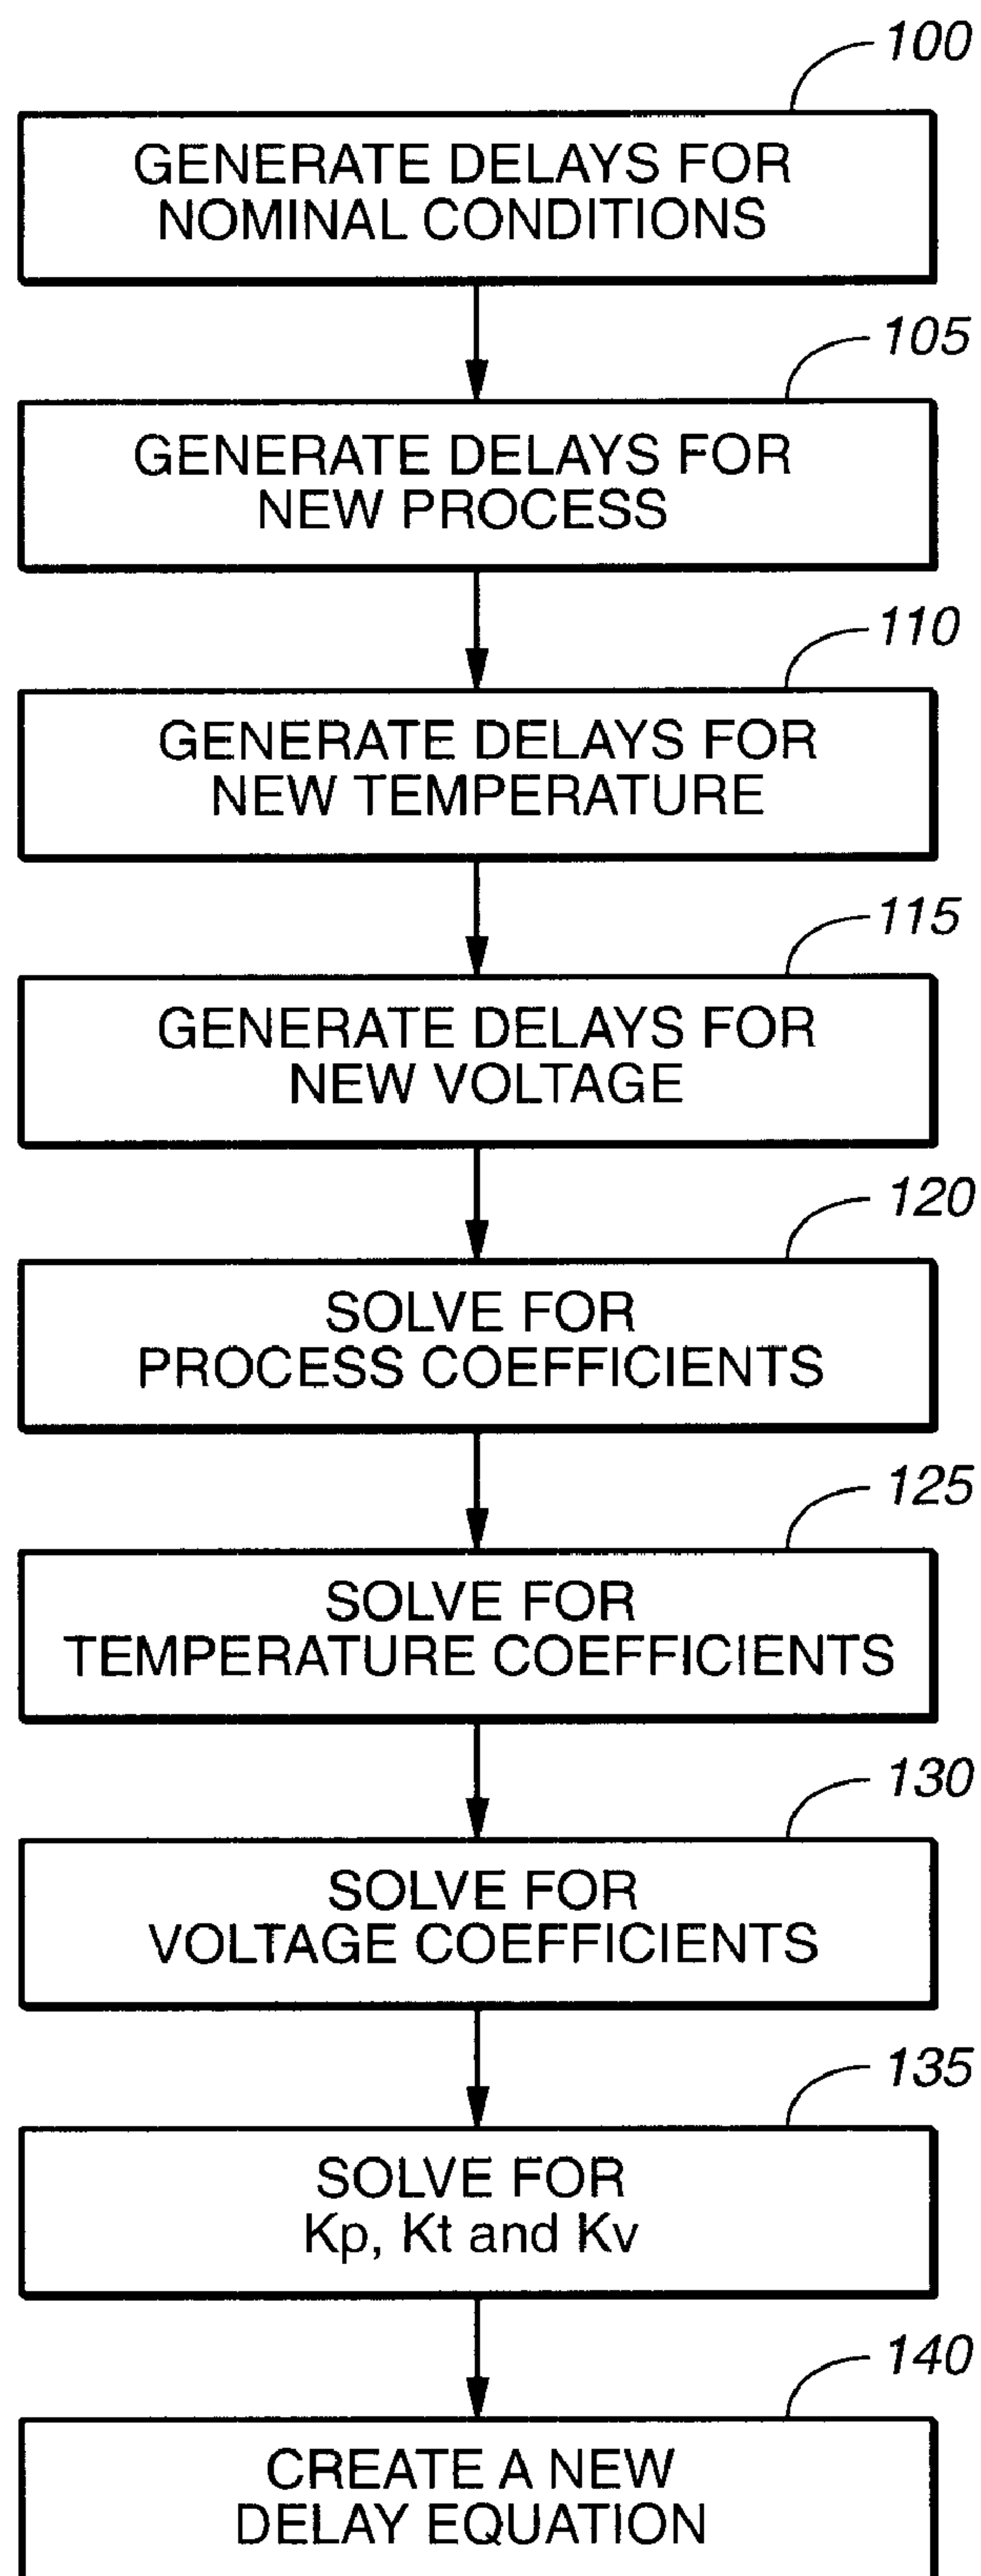 100
GENERATE DELAYS FOR
NOMINAL CONDITIONS
105
GENERATE DELAYS FOR
NEW PROCESS
110
GENERATE DELAYS FOR
NEW TEMPERATURE
115
GENERATE DELAYS FOR
NEW VOLTAGE
120
SOLVE FOR
PROCESS COEFFICIENTS
125
SOLVE FOR
TEMPERATURE COEFFICIENTS
130
SOLVE FOR
VOLTAGE COEFFICIENTS
135
SOLVE FOR
Kp, Kt and Kv
140
CREATE A NEW
DELAY EQUATION